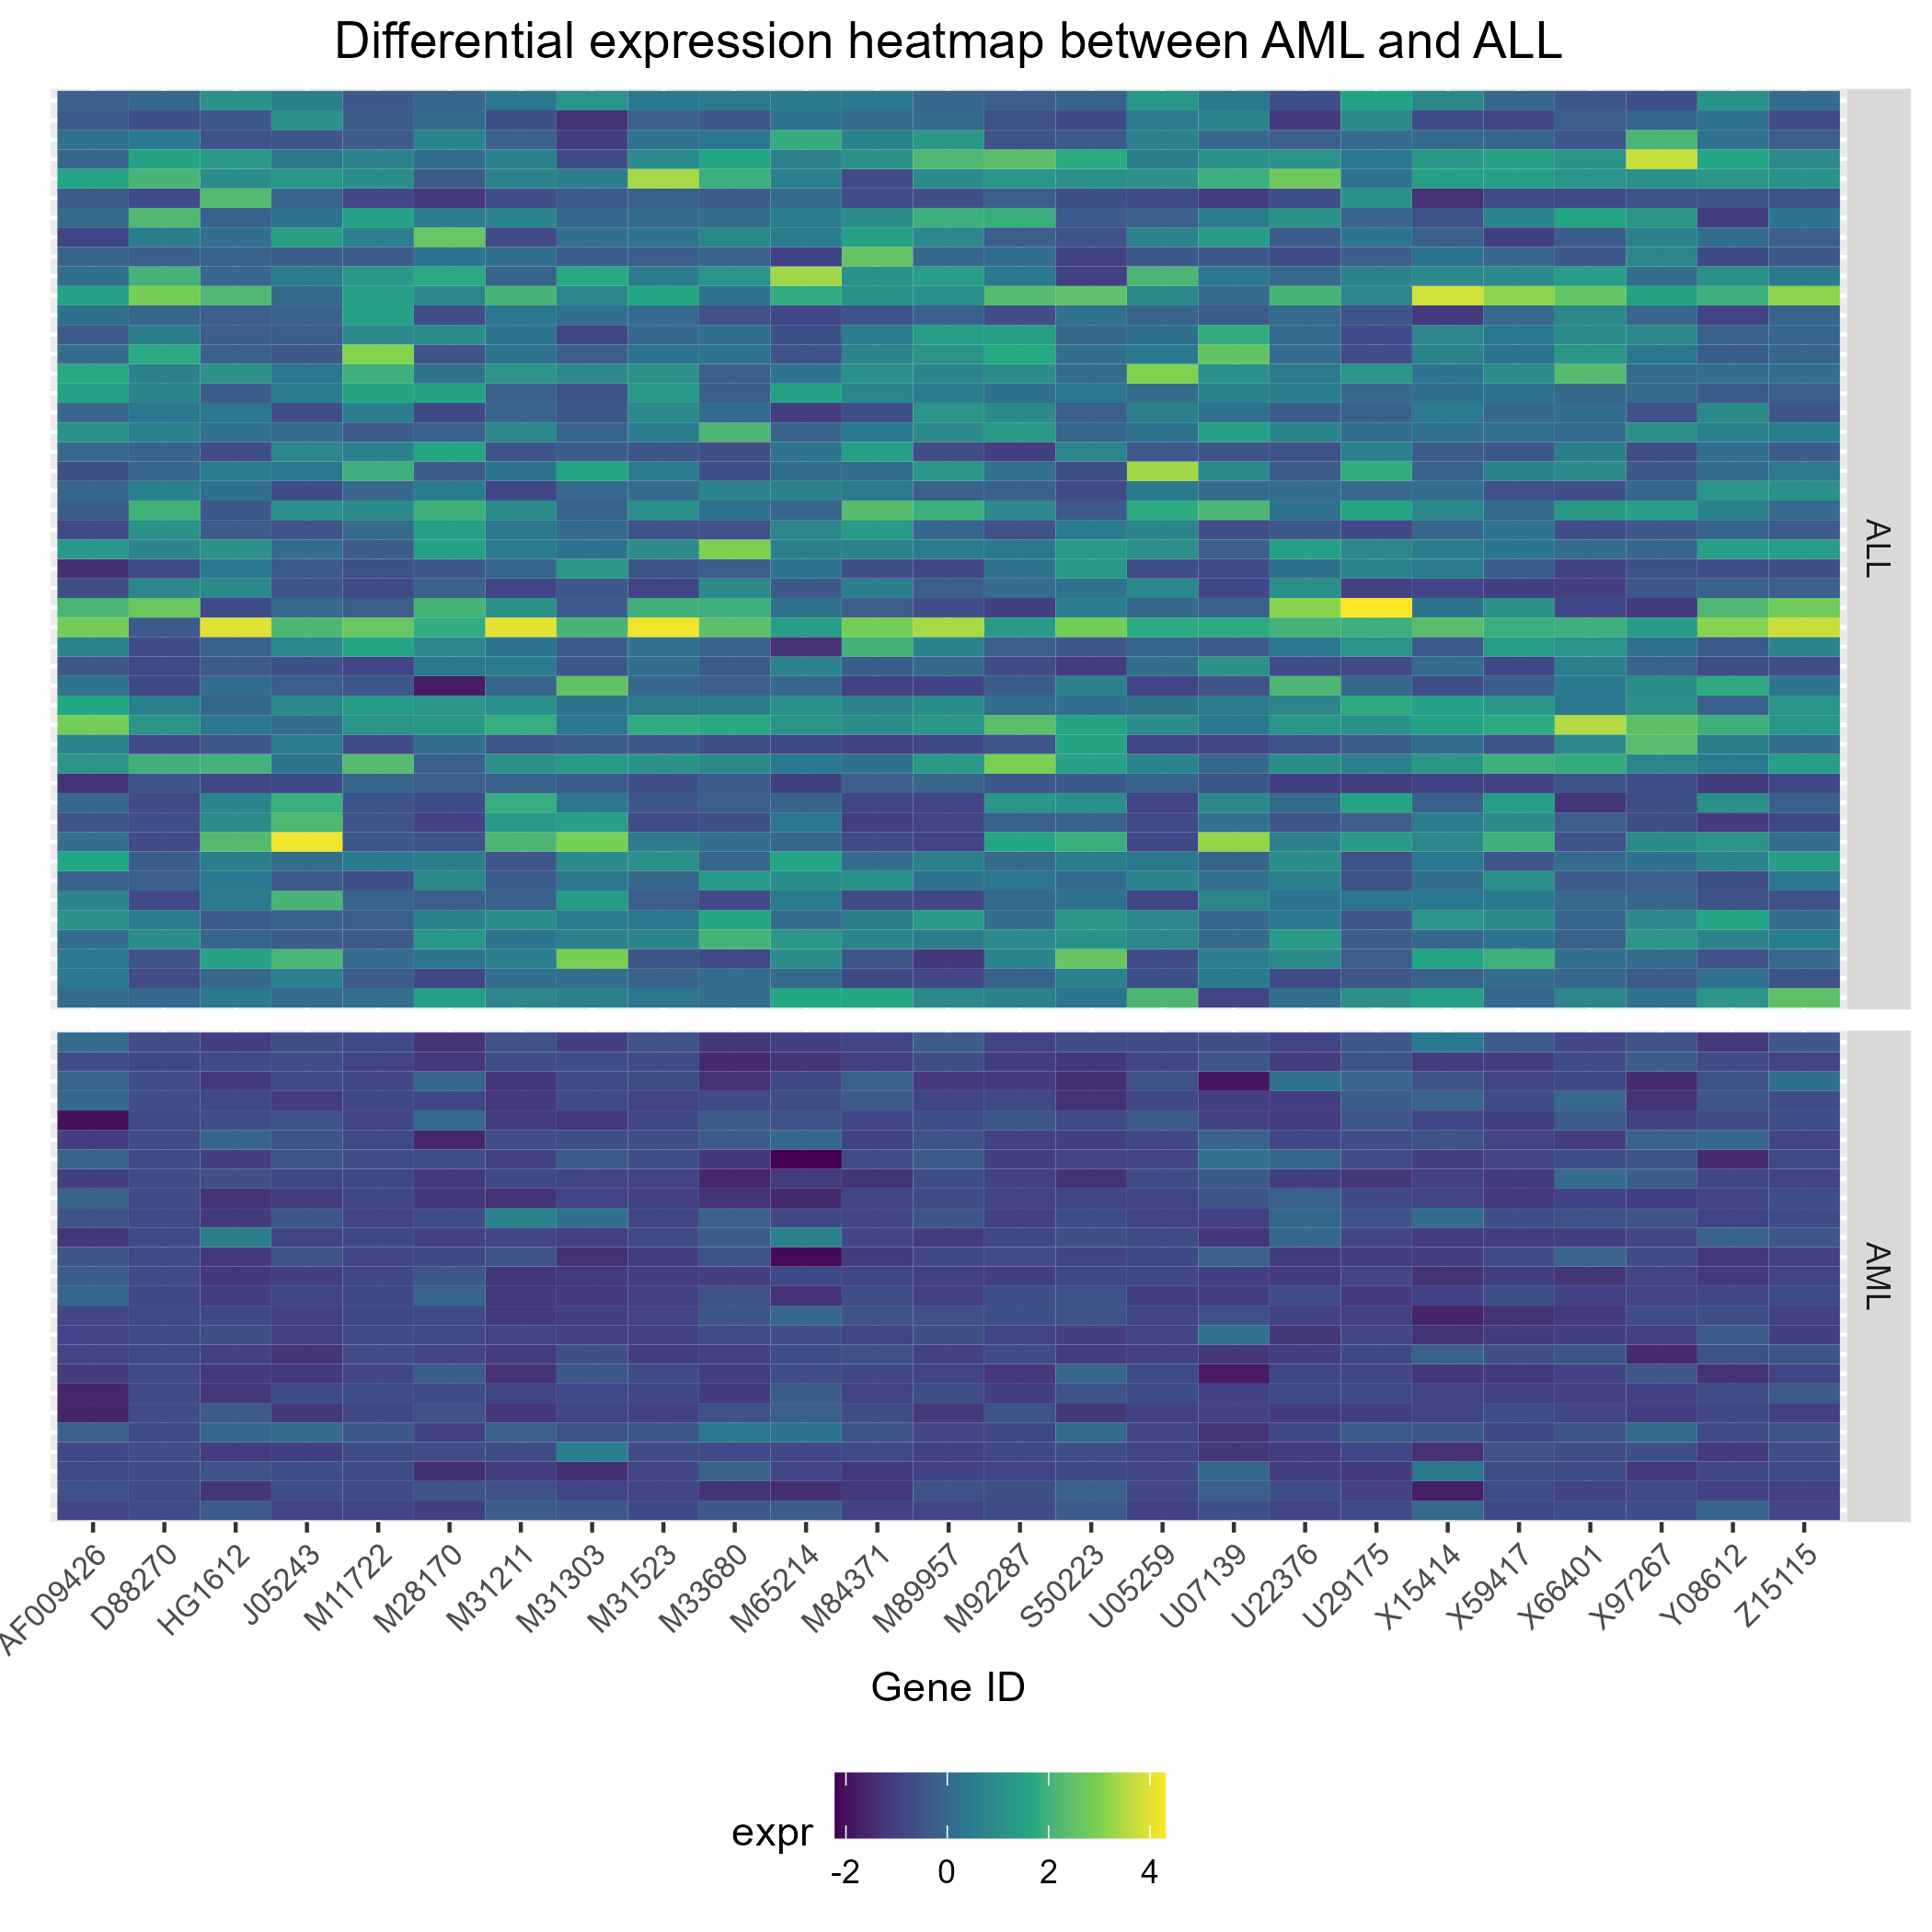 Differential expression heatmap between AML and ALL
ALL
AML
AF009426
D88270
HG1612
J05243
M11722
M28170
M31211
M31303
M31523
M33680
M65214
M84371
M89957
M92287
S50223
U05259
U07139
U22376
U29175
X15414
X59417
X66401
X97267
Y08612
Z15115
Gene ID
expr
-2 0 2 4